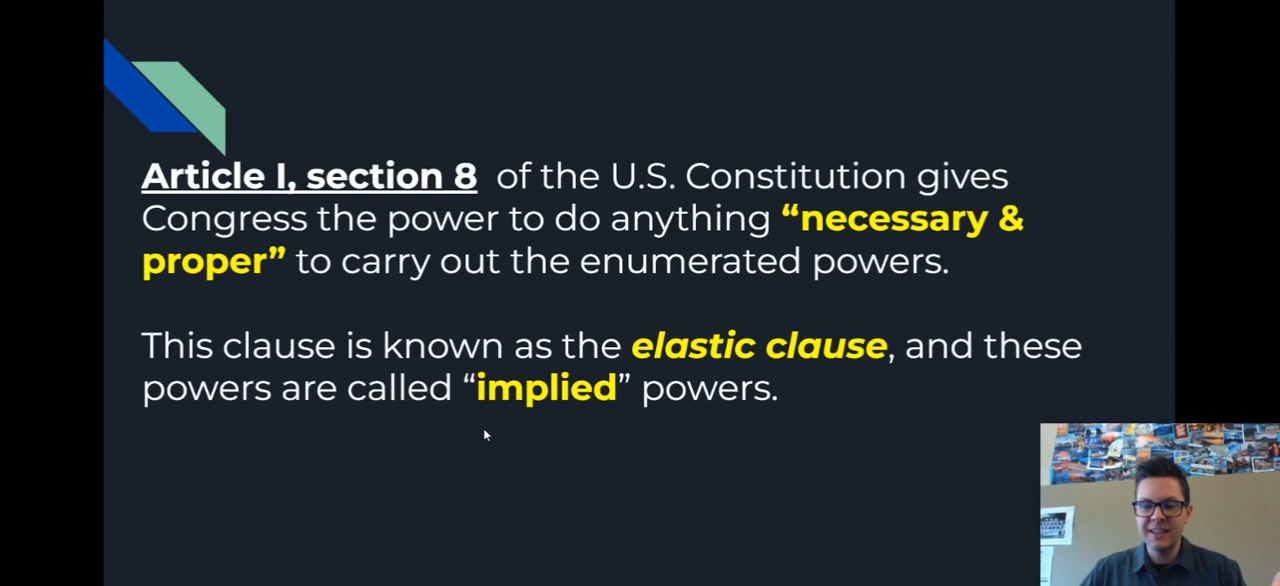 Article I, section 8 of the U.S. Constitution gives
Congress the power to do anything “necessary &
proper” to carry out the enumerated powers.
This clause is known as the elastic clause, and these
powers are called “implied” powers.